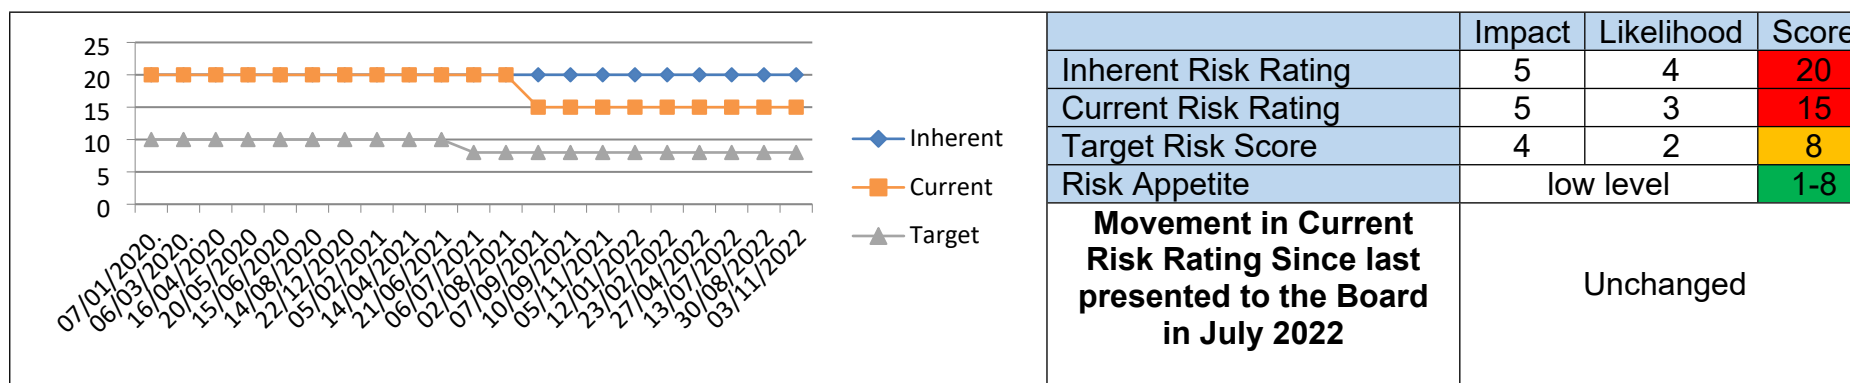 25
20
15
10
5
0
07/01/2020.
06/03/2020.
16/04/2020
20/05/2020
15/06/2020
14/08/2020
22/12/2020
05/02/2021
14/04/2021
21/06/2021
06/07/2021
02/08/2021
07/09/2021
10/09/2021
05/11/2021
12/01/2022
23/02/2022
27/04/2022
13/07/2022
30/08/2022
03/11/2022
Inherent
Current
Target
Impact Likelihood Score
Inherent Risk Rating 5 4 20
Current Risk Rating 5 3 15
Target Risk Score 4 2 8
Risk Appetite low level 1-8
Movement in Current
Risk Rating Since last
presented to the Board
in July 2022
Unchanged